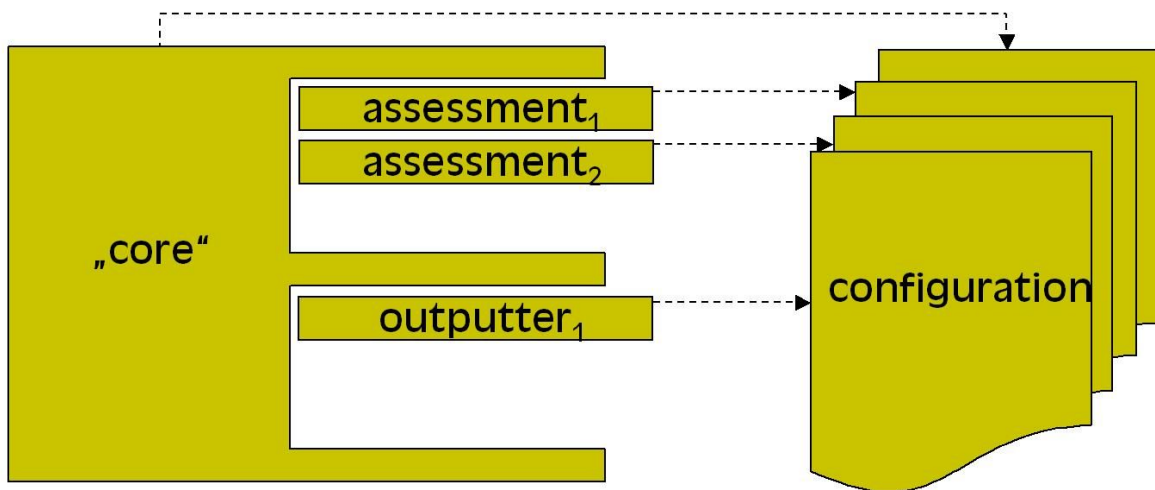 assessment₁
assessment₂
„core“
configuration
outputter₁